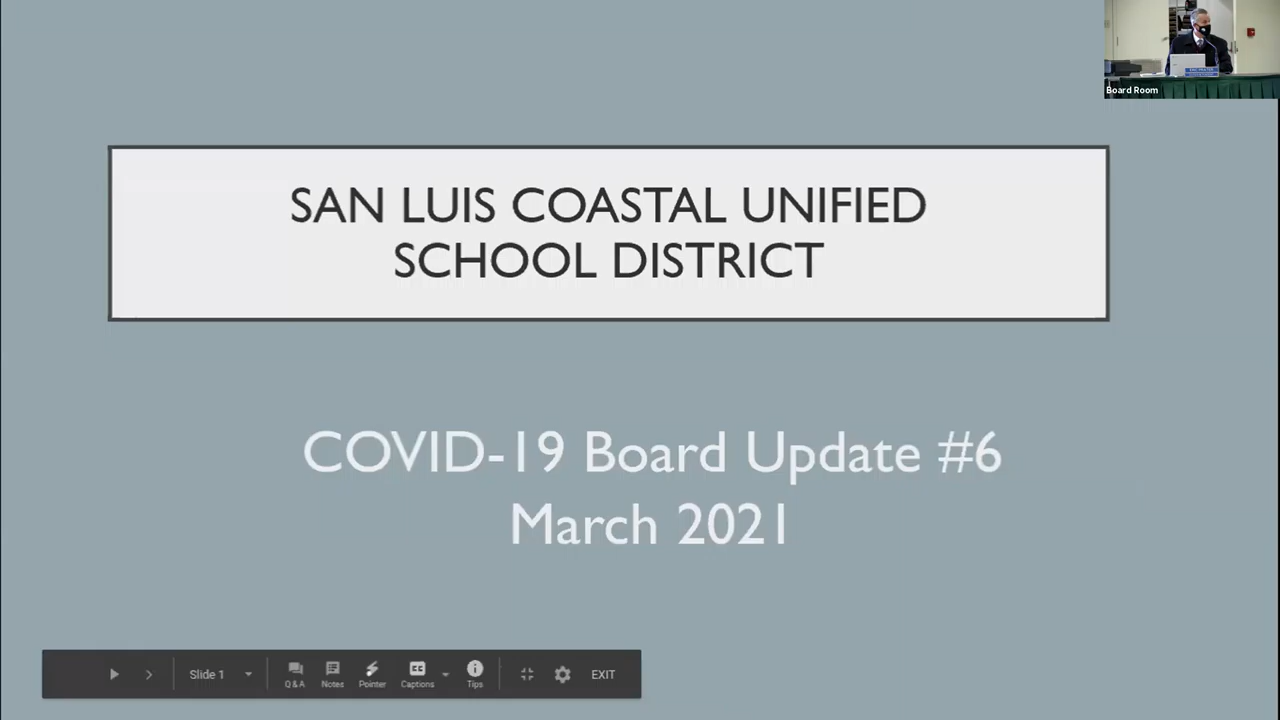 Board Room
SAN LUIS COASTAL UNIFIED
SCHOOL DISTRICT
COVID-19 Board Update #6
March 2021
Slide 1
Q&A
Notes
Pointer
CC
Captions
Tips
EXIT